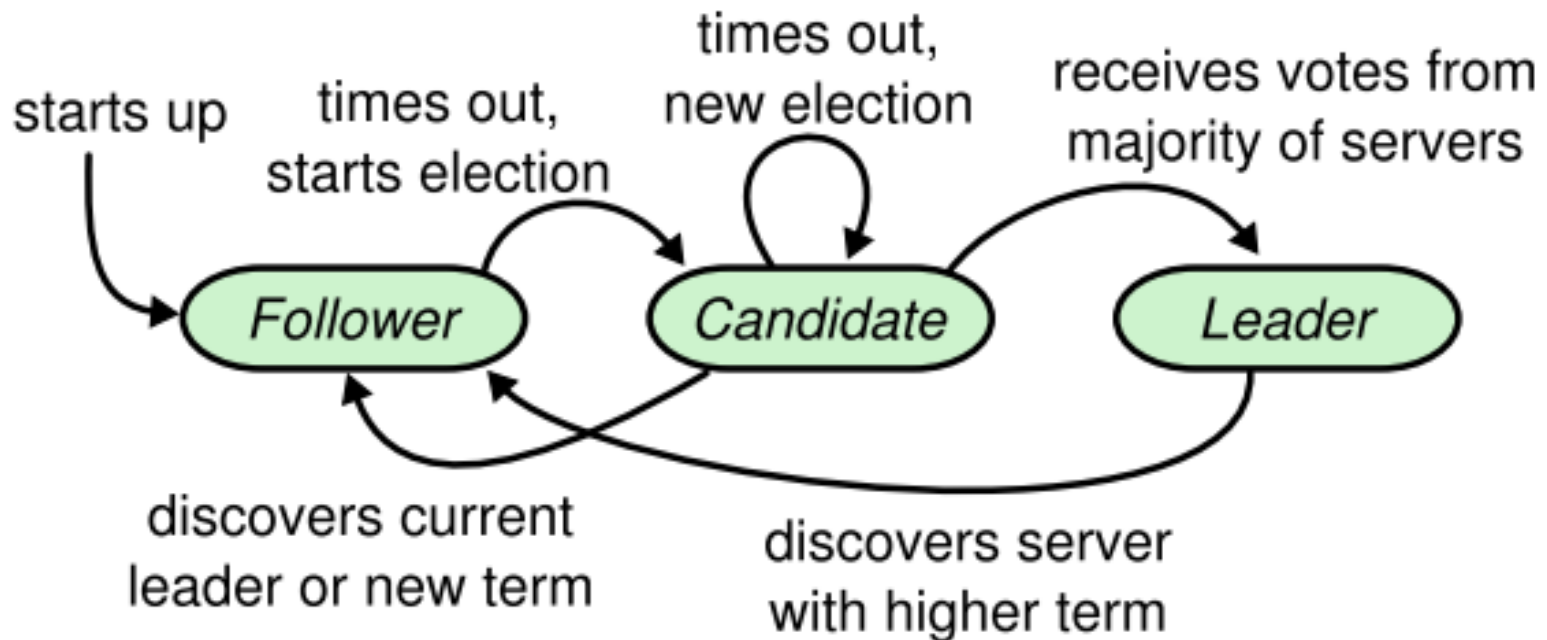 starts up
times out,
starts election
times out,
new election
receives votes from
majority of servers
Follower
Candidate
Leader
discovers current
leader or new term
discovers server
with higher term